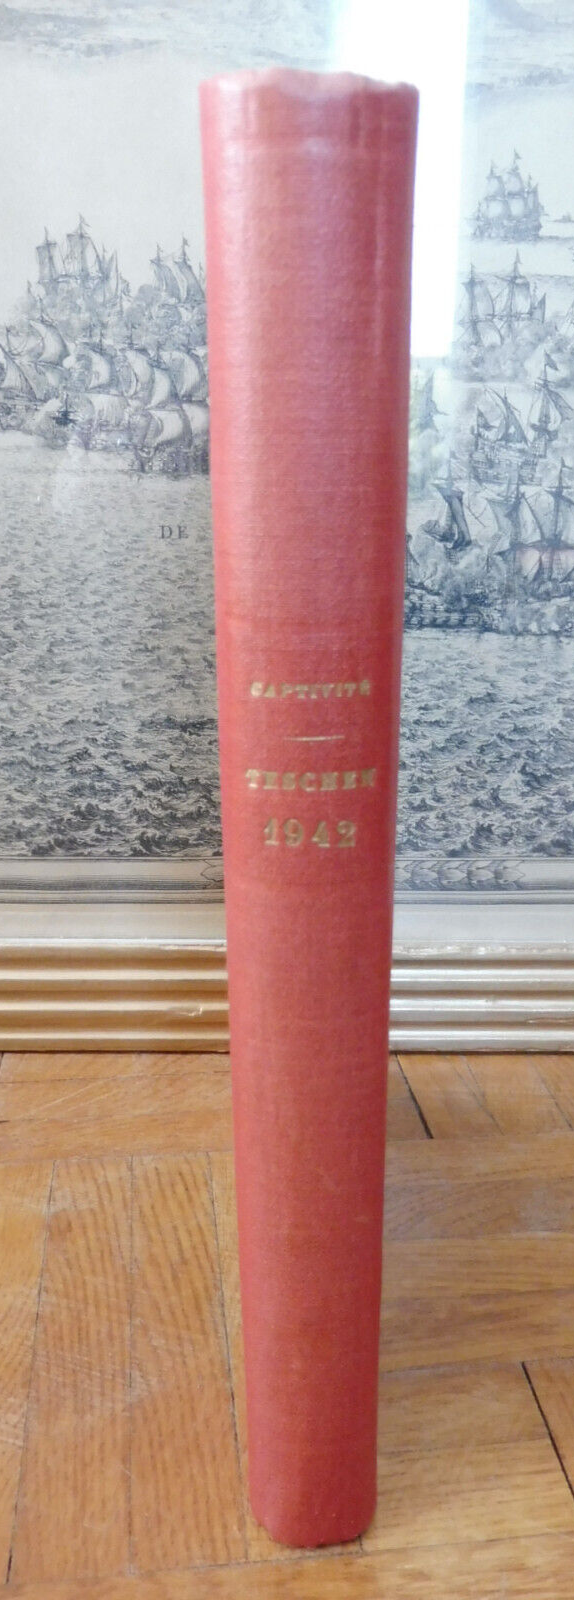 DE
CAPTIVITÉ
TESCHEN
1942